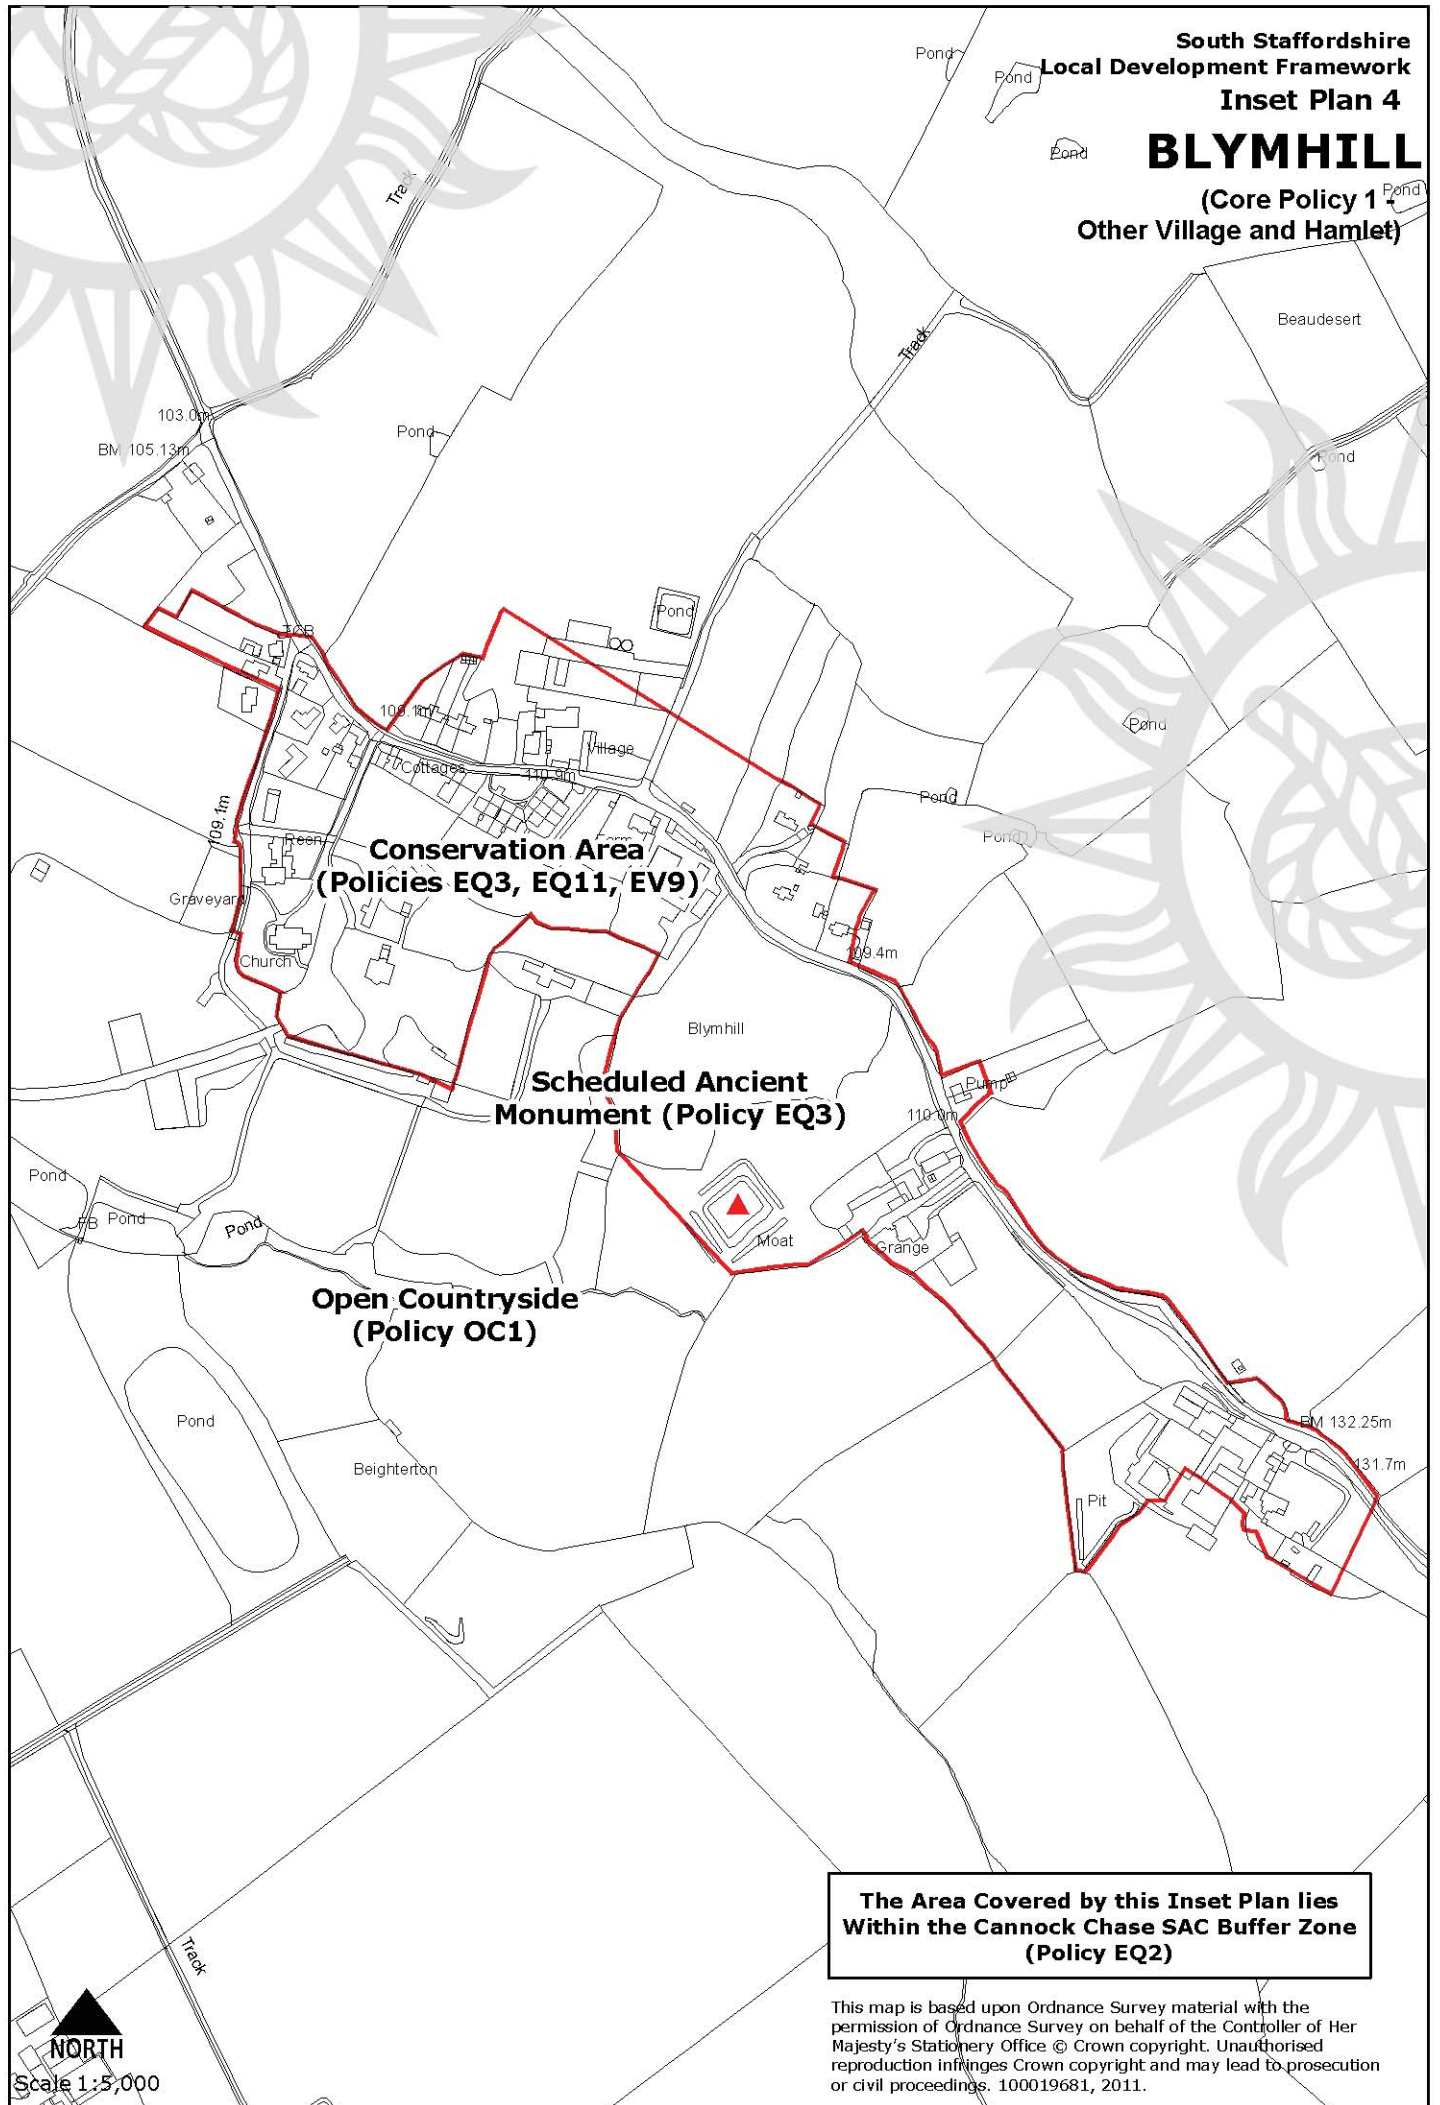 South Staffordshire
Local Development Framework
Inset Plan 4
BLYMHILL
(Core Policy 1 -
Other Village and Hamlet)
Pond
Pond
Pond
Pond
Track
Beaudesert
Track
103.0m
Pond
BM 105.13m
Pond
Pond
TCB
109.1m
Pond
Village
Cottages
110.9m
Pond
109.1m
Reen
Farm
Pond
Conservation Area
(Policies EQ3, EQ11, EV9)
Graveyard
Church
109.4m
Blymhill
Scheduled Ancient
Monument (Policy EQ3)
Pump
110.0m
Pond
FB
Pond
Pond
Moat
Grange
Open Countryside
(Policy OC1)
Pond
BM 132.25m
131.7m
Beighterton
Pit
Track
The Area Covered by this Inset Plan lies
Within the Cannock Chase SAC Buffer Zone
(Policy EQ2)
NORTH
Scale 1:5,000
This map is based upon Ordnance Survey material with the
permission of Ordnance Survey on behalf of the Controller of Her
Majesty's Stationery Office © Crown copyright. Unauthorised
reproduction infringes Crown copyright and may lead to prosecution
or civil proceedings. 100019681, 2011.